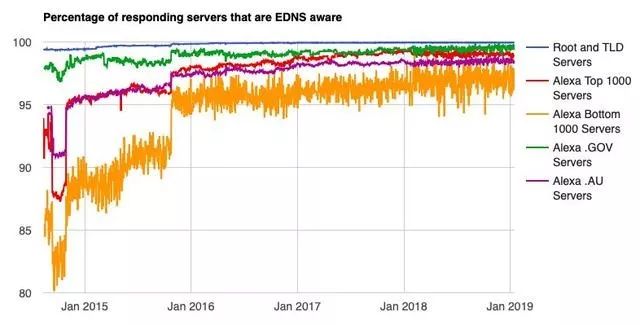 Percentage of responding servers that are EDNS aware
100
95
90
85
80
Jan 2015
Jan 2016
Jan 2017
Jan 2018
Jan 2019
Root and TLD
Servers
Alexa Top 1000
Servers
Alexa Bottom
1000 Servers
Alexa .GOV
Servers
Alexa .AU
Servers